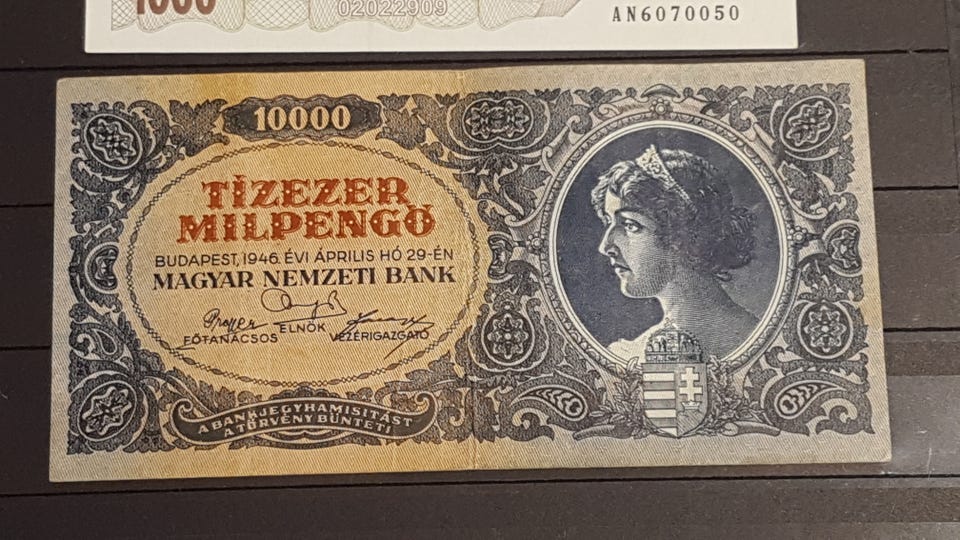 1000
02022909
AN6070050
10000
TÍZEZER
MILPENGŐ
BUDAPEST, 1946. ÉVI ÁPRILIS HÓ 29-ÉN
MAGYAR NEMZETI BANK
ELNÖK
FŐTANÁCSOS VEZÉRIGAZGATÓ
A BANKJEGYHAMISÍTÁST
A TÖRVÉNY BÜNTETI